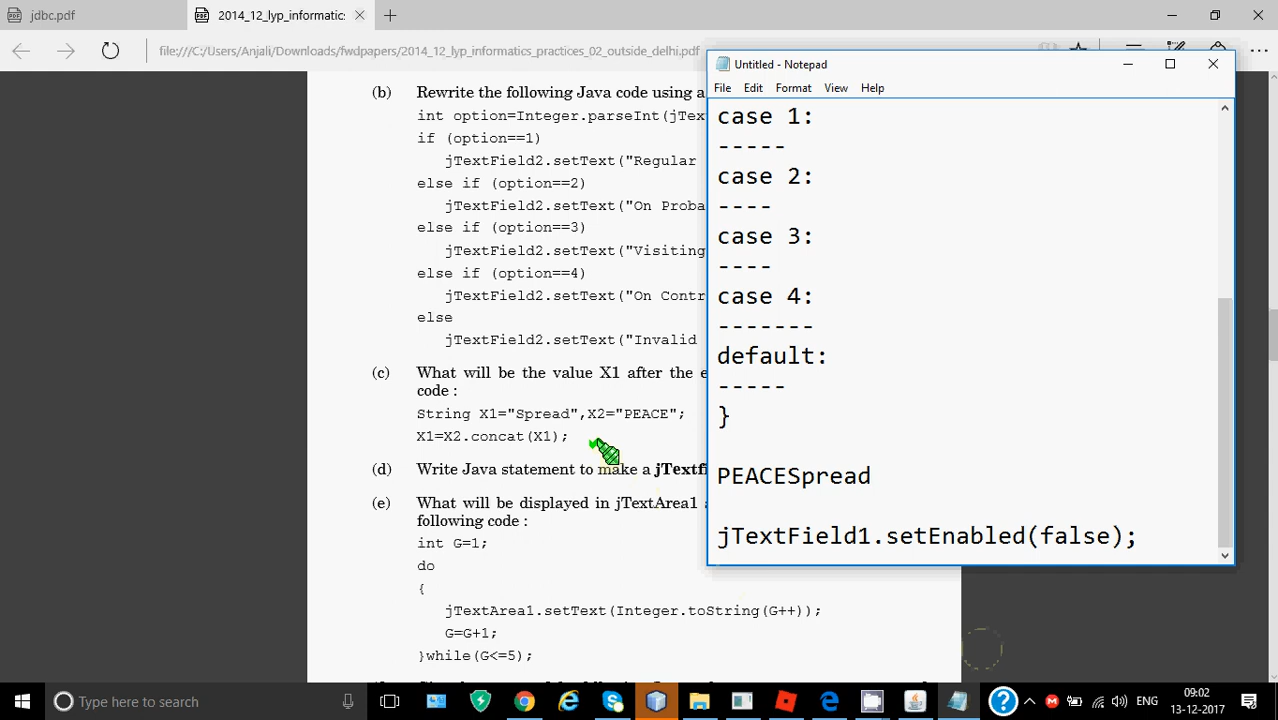 jdbc.pdf
2014_12_lyp_informatic:
file:///C:/Users/Anjali/Downloads/fwdpapers/2014_12_lyp_informatics_practices_02_outside_delhi.pdf
(b) Rewrite the following Java code using a
int option=Integer.parseInt(jTex
if (option==1)
jTextField2.setText("Regular
else if (option==2)
jTextField2.setText("On Proba
else if (option==3)
jTextField2.setText("Visiting
else if (option==4)
jTextField2.setText("On Contr
else
jTextField2.setText("Invalid
(c) What will be the value X1 after the e
code :
String X1="Spread",X2="PEACE";
X1=X2.concat(X1);
(d) Write Java statement to make a jTextfi
(e) What will be displayed in jTextArea1
following code :
int G=1;
do
{
jTextArea1.setText(Integer.toString(G++));
G=G+1;
}while(G<=5);
Untitled - Notepad
File Edit Format View Help
case 1:
-----
case 2:
----
case 3:
----
case 4:
-------
default:
-----
}
PEACESpread
jTextField1.setEnabled(false);
Type here to search
ENG
09:02
13-12-2017